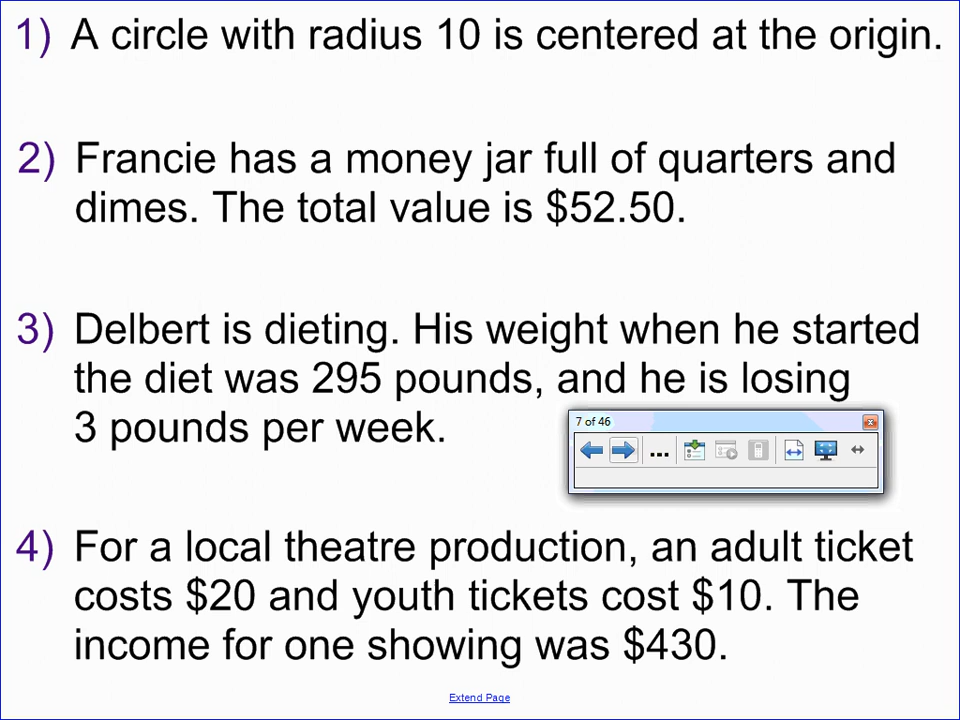 1) A circle with radius 10 is centered at the origin.
2) Francie has a money jar full of quarters and
dimes. The total value is $52.50.
3) Delbert is dieting. His weight when he started
the diet was 295 pounds, and he is losing
3 pounds per week.
7 of 46
4) For a local theatre production, an adult ticket
costs $20 and youth tickets cost $10. The
income for one showing was $430.
Extend Page